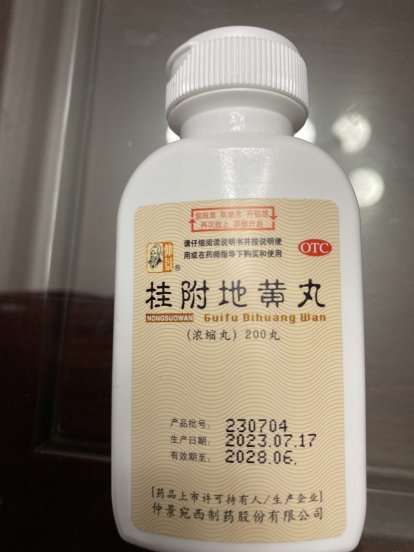 请仔细阅读说明书并按说明使
用或在药师指导下购买和使用
OTC
仲景
®
桂附地黄丸
NONGSUOWAN Guifu Dihuang Wan
(浓缩丸) 200丸
产品批号: 230704
生产日期: 2023.07.17
有效期至: 2028.06.
[药品上市许可持有人/生产企业]
仲景宛西制药股份有限公司